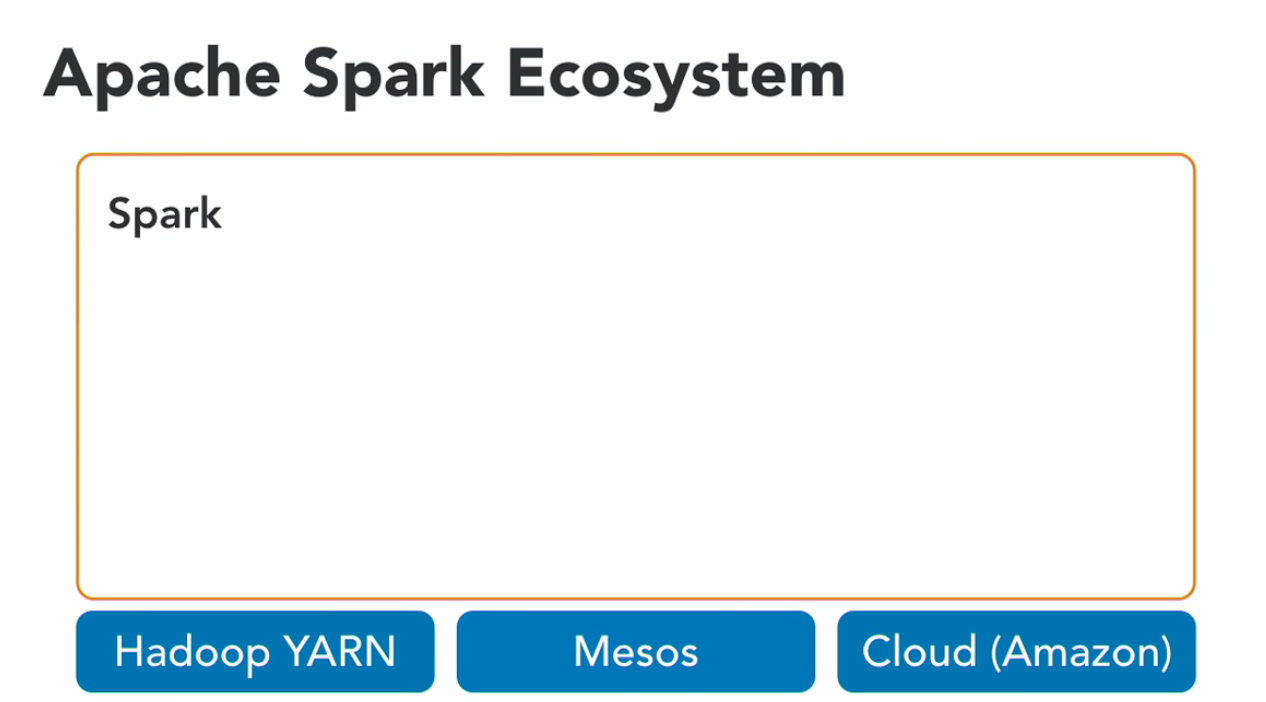 Apache Spark Ecosystem
Spark
Hadoop YARN
Mesos
Cloud (Amazon)